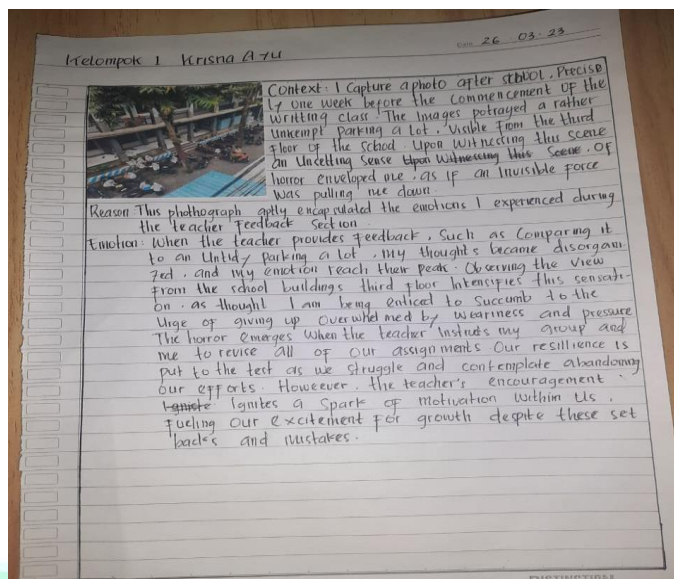 Date 26 03.23
Kelompok 1 Krisna Ayu
Context: I Capture a photo after school. Precise
ly one week before the Commencement OF the
writting class. The Images potrayed a rather
Unkempt parking a lot, Visible from the third
floor of the school. Upon Witnessing this scene
an Uncetling Sense Upon Witnessing this Scene. OF
horror enveloped me, as if an Invisible force
was pulling me down.
Reason: This phothograph aptly encapsulated the emotions I experienced during
the teacher Feedback Section.
Emotion: When the teacher provides Feedback, Such as Comparing it
to an Untidy Parking a lot, my thoughts became disorgani
zed, and my emotion reach their peak. Observing the View
From the school buildings third Floor Intensifies this sensati-
on. as thought I am being enticed to Succumb to the
Urge of giving up overwhelmed by weariness and pressure
The horror emerges when the teacher Instructs my group and
me to revise all of our assignments Our resillience is
put to the test as we struggle and contemplate abandoning
our efforts. Howeever, the teacher's encouragement
Ignicte Ignites a Spark of motivation within Us,
Fueling Our excitement For growth despite these set
backs and mistakes.